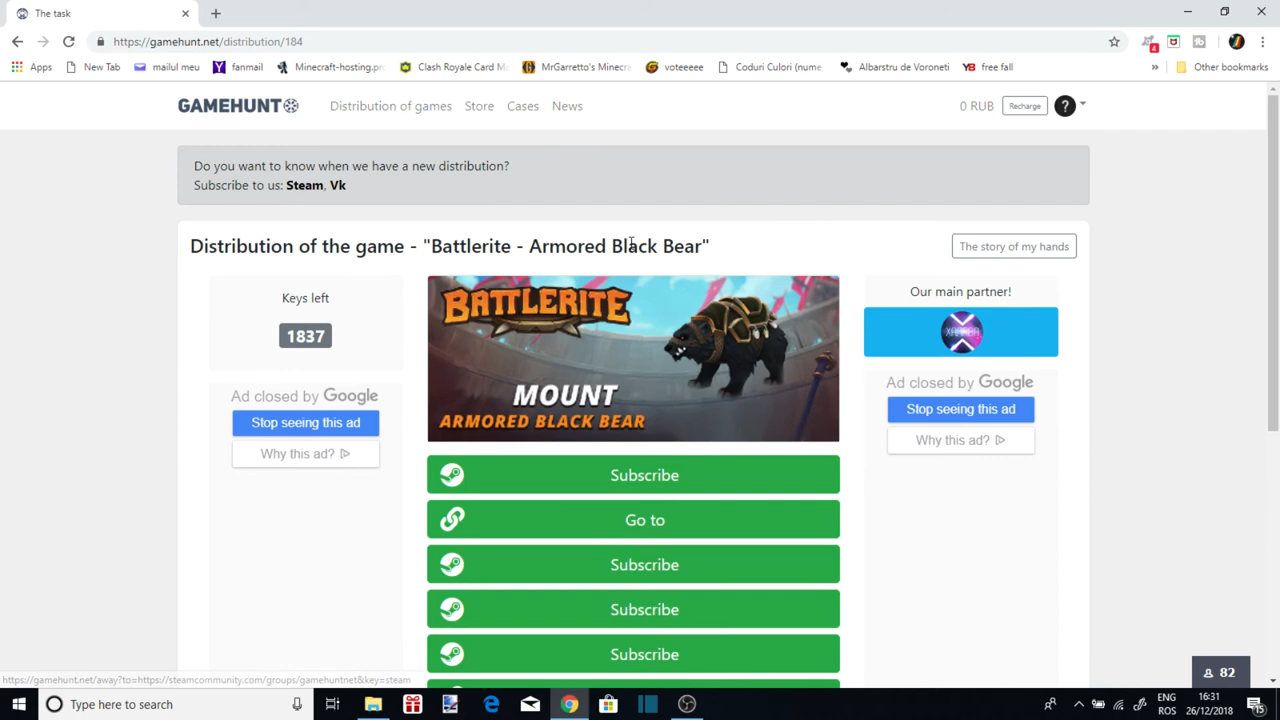 The task
https://gamehunt.net/distribution/184
4
Apps New Tab mailul meu fanmail Minecraft-hosting.pr Clash Royale Card M MrGarretto's Minecra voteeeee Coduri Culori (nume, Albarstru de Voroneti free fall » Other bookmarks
GAMEHUNT Distribution of games Store Cases News 0 RUB Recharge ?
Do you want to know when we have a new distribution?
Subscribe to us: Steam, Vk
Distribution of the game - "Battlerite - Armored Black Bear" The story of my hands
Keys left
1837
Ad closed by Google
Stop seeing this ad
Why this ad?
BATTLERITE
MOUNT
ARMORED BLACK BEAR
Our main partner!
Ad closed by Google
Stop seeing this ad
Why this ad?
Subscribe
Go to
Subscribe
Subscribe
Subscribe
82
https://gamehunt.net/away?to=https://steamcommunity.com/groups/gamehuntnet&key=steam
Type here to search
ENG
ROS
16:31
26/12/2018
15